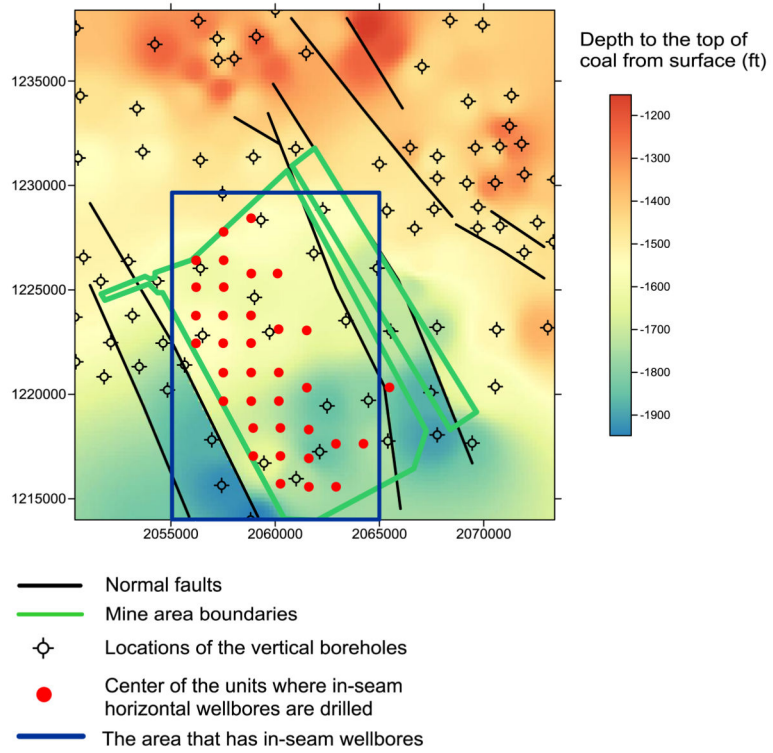 Depth to the top of
coal from surface (ft)
1235000
1230000
1225000
1220000
1215000
2055000
2060000
2065000
2070000
-1200
-1300
-1400
-1500
-1600
-1700
-1800
-1900
Normal faults
Mine area boundaries
Locations of the vertical boreholes
Center of the units where in-seam
horizontal wellbores are drilled
The area that has in-seam wellbores